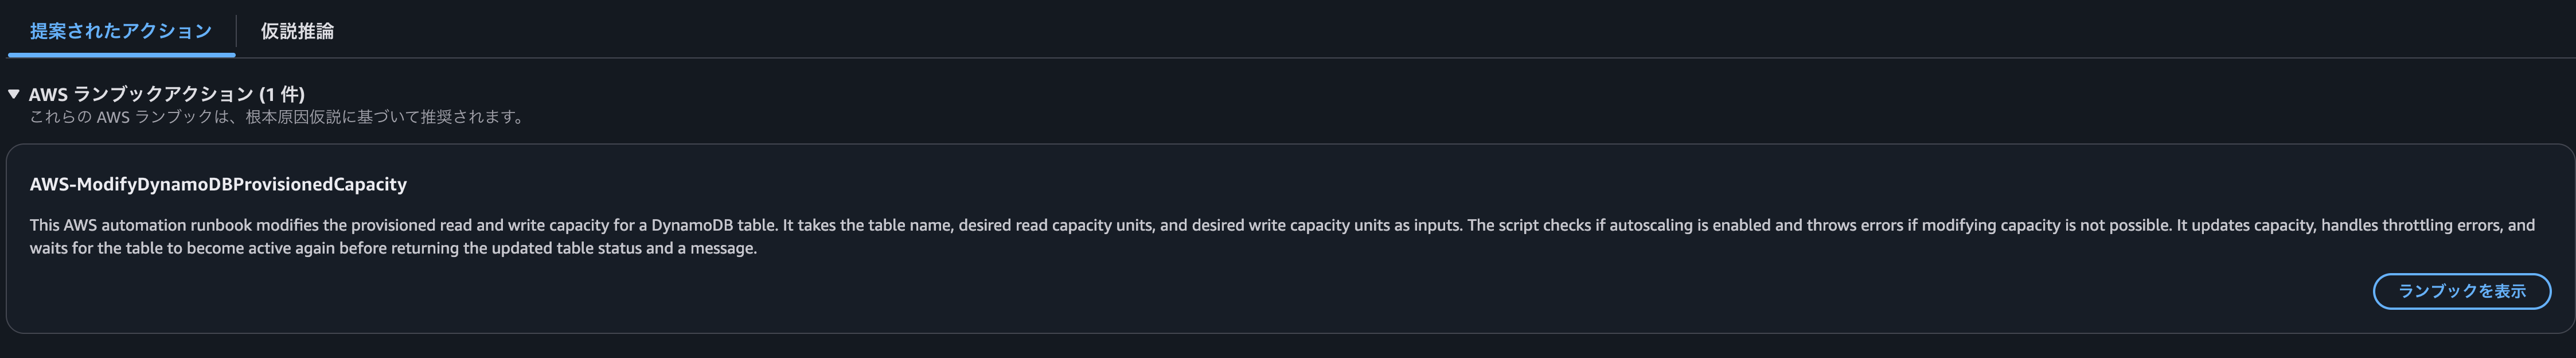 提案されたアクション
仮説推論
▼ AWS ランブックアクション (1 件)
これらの AWS ランブックは、根本原因仮説に基づいて推奨されます。
AWS-ModifyDynamoDBProvisionedCapacity
This AWS automation runbook modifies the provisioned read and write capacity for a DynamoDB table. It takes the table name, desired read capacity units, and desired write capacity units as inputs. The script checks if autoscaling is enabled and throws errors if modifying capacity is not possible. It updates capacity, handles throttling errors, and
waits for the table to become active again before returning the updated table status and a message.
ランブックを表示